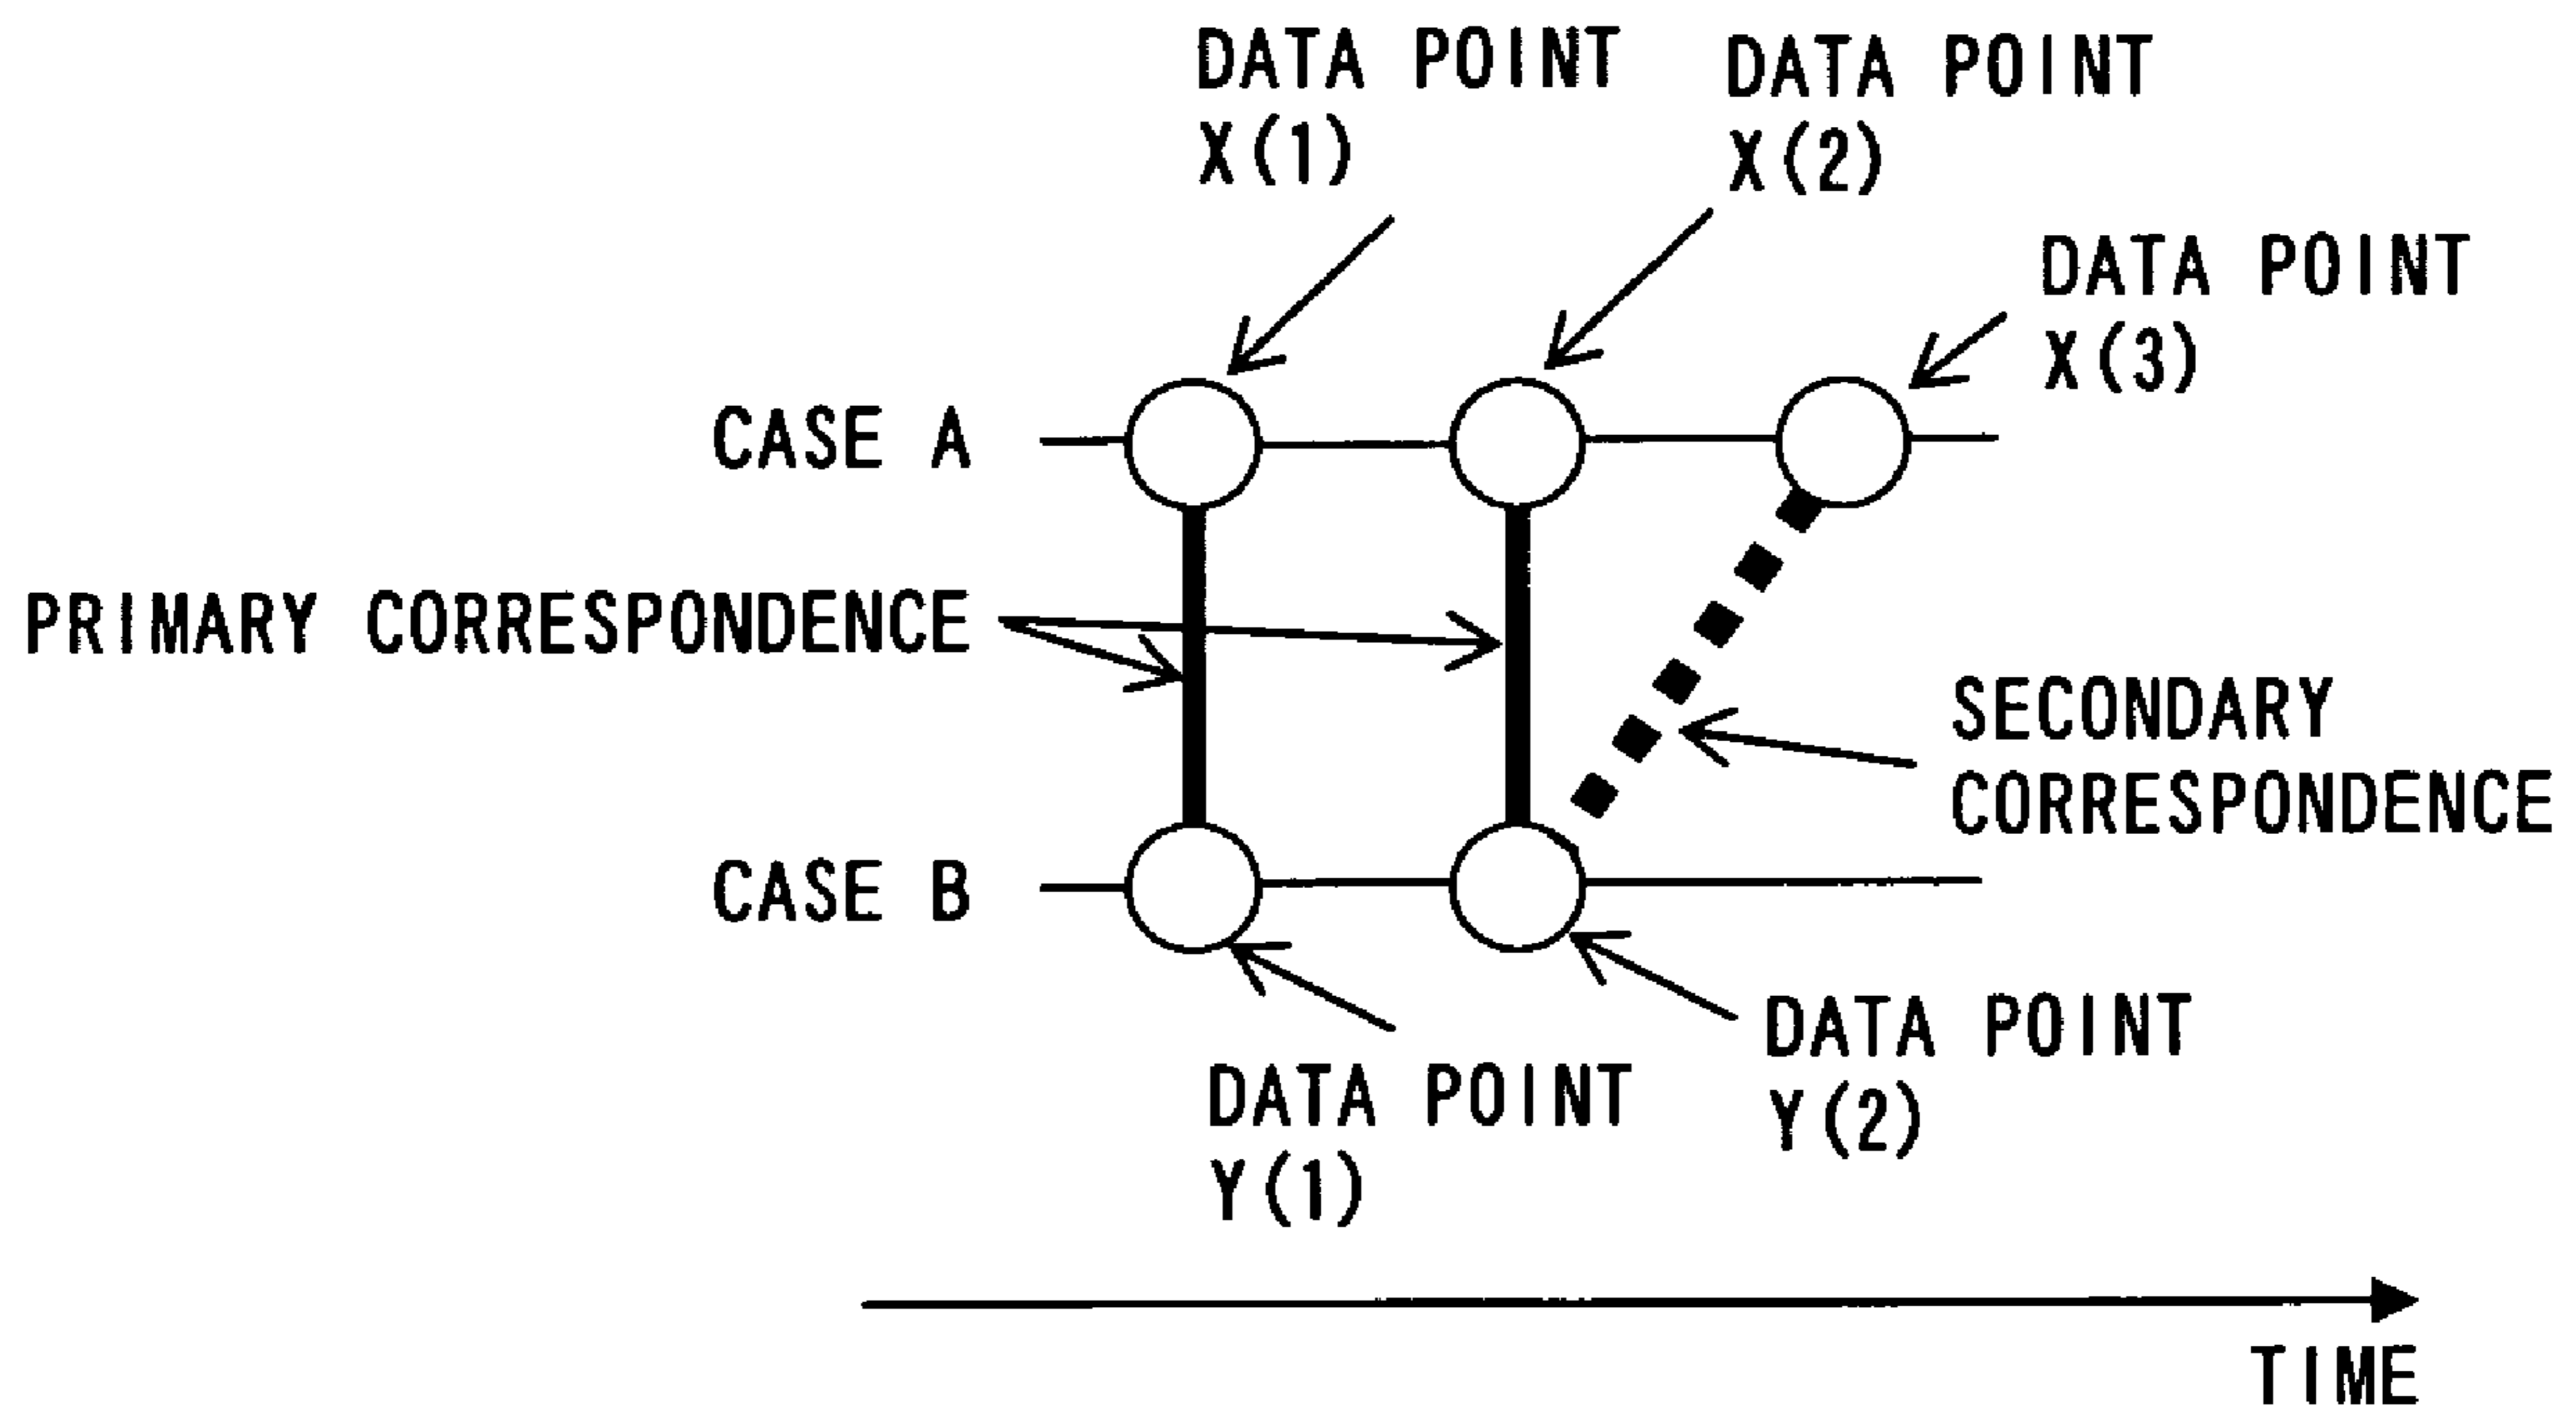 DATA POINT
X(1)
DATA POINT
X(2)
DATA POINT
X(3)
CASE A
PRIMARY CORRESPONDENCE
SECONDARY
CORRESPONDENCE
CASE B
DATA POINT
Y(1)
DATA POINT
Y(2)
TIME